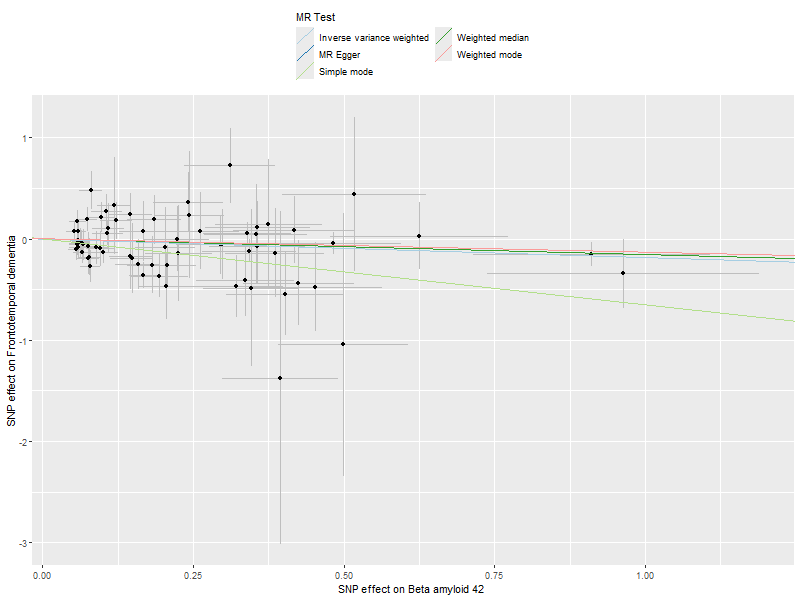 MR Test
Inverse variance weighted
Weighted median
MR Egger
Weighted mode
Simple mode
SNP effect on Frontotemporal dementia
1
0
-1
-2
-3
0.00
0.25
0.50
0.75
1.00
SNP effect on Beta amyloid 42